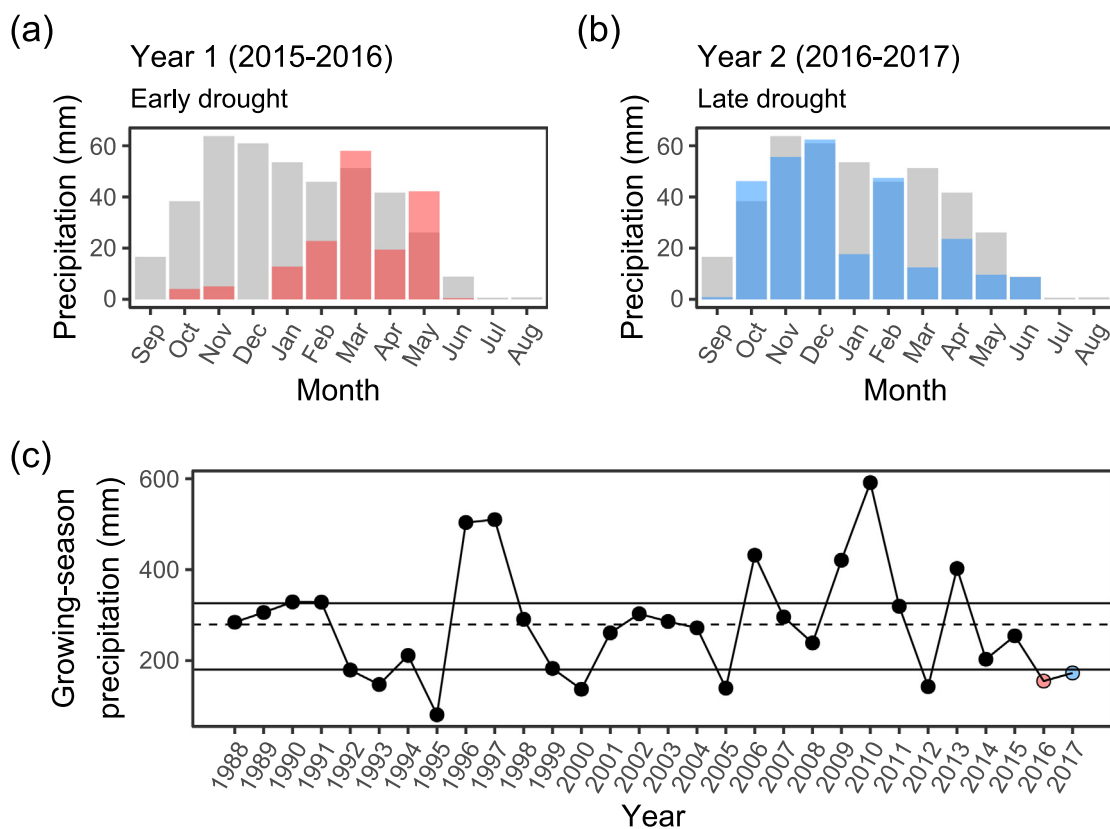 (a)
Year 1 (2015-2016)
Early drought
Precipitation (mm)
60
40
20
0
Sep Oct Nov Dec Jan Feb Mar Apr May Jun Jul Aug
Month
(b)
Year 2 (2016-2017)
Late drought
Precipitation (mm)
60
40
20
0
Sep Oct Nov Dec Jan Feb Mar Apr May Jun Jul Aug
Month
(c)
Growing-season
precipitation (mm)
600
400
200
1988 1989 1990 1991 1992 1993 1994 1995 1996 1997 1998 1999 2000 2001 2002 2003 2004 2005 2006 2007 2008 2009 2010 2011 2012 2013 2014 2015 2016 2017
Year